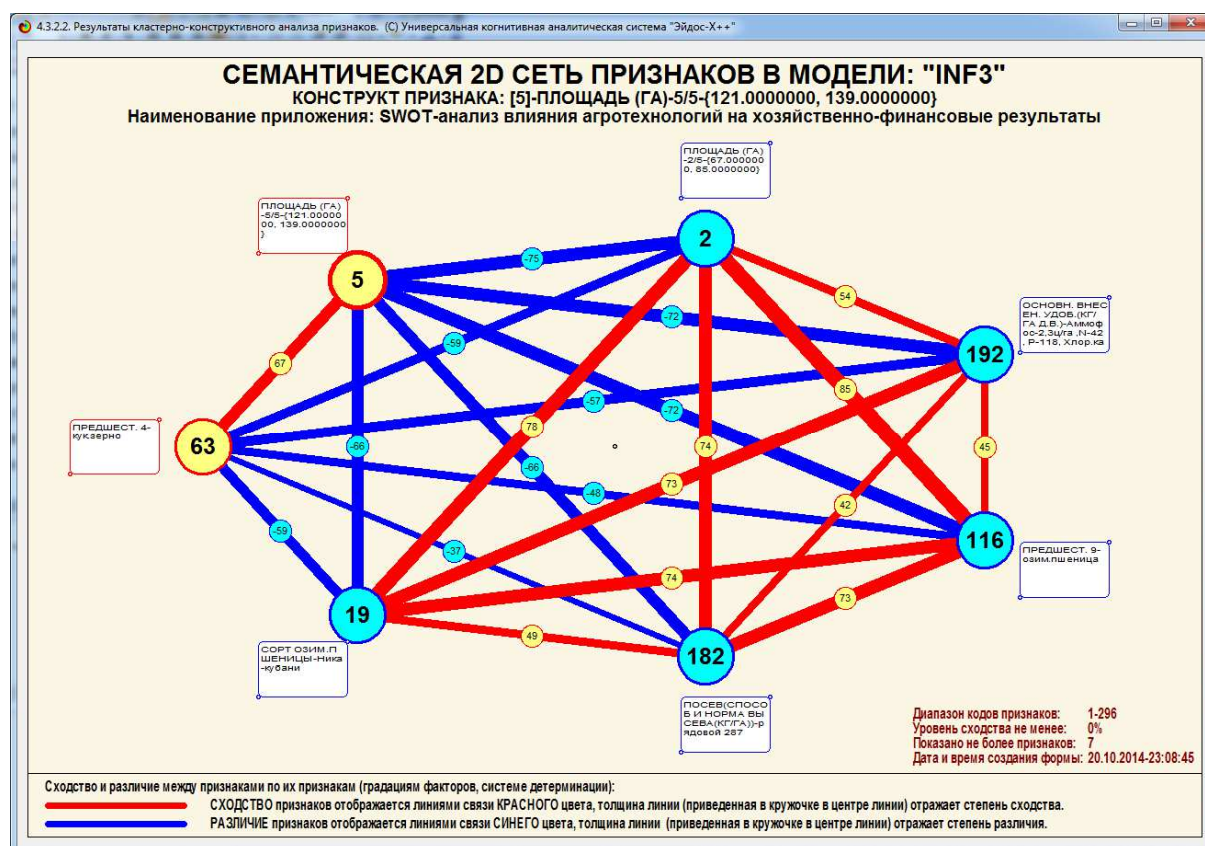 4.3.2.2. Результаты кластерно-конструктивного анализа признаков. (C) Универсальная когнитивная аналитическая система "Эйдос-X++"
СЕМАНТИЧЕСКАЯ 2D СЕТЬ ПРИЗНАКОВ В МОДЕЛИ: "INF3"
КОНСТРУКТ ПРИЗНАКА: [5]-ПЛОЩАДЬ (ГА)-5/5-{121.0000000, 139.0000000}
Наименование приложения: SWOT-анализ влияния агротехнологий на хозяйственно-финансовые результаты
ПЛОЩАДЬ (ГА)
-2/5-{67.000000
0, 85.0000000}
ПЛОЩАДЬ (ГА)
-5/5-{121.00000
00, 139.0000000
}
2
5
-75
54
ОСНОВН. ВНЕС
ЕН. УДОБ.(КГ/
ГА Д.В.)-Аммоф
ос-2,3ц/га ,N-42
, P-118, Хлор.ка
-72
-59
192
67
85
-57
-72
ПРЕДШЕСТ. 4-
кук.зерно
63
78
-66
74
45
-66
73
-48
42
-59
-37
116
ПРЕДШЕСТ. 9-
озим.пшеница
74
73
19
49
182
СОРТ ОЗИМ.П
ШЕНИЦЫ-Ника
-кубани
ПОСЕВ(СПОСО
Б И НОРМА ВЫ
СЕВА(КГ/ГА))-р
ядовой 287
Диапазон кодов признаков: 1-296
Уровень сходства не менее: 0%
Показано не более признаков: 7
Дата и время создания формы: 20.10.2014-23:08:45
Сходство и различие между признаками по их признакам (градациям факторов, системе детерминации):
СХОДСТВО признаков отображается линиями связи КРАСНОГО цвета, толщина линии (приведенная в кружочке в центре линии) отражает степень сходства.
РАЗЛИЧИЕ признаков отображается линиями связи СИНЕГО цвета, толщина линии (приведенная в кружочке в центре линии) отражает степень различия.